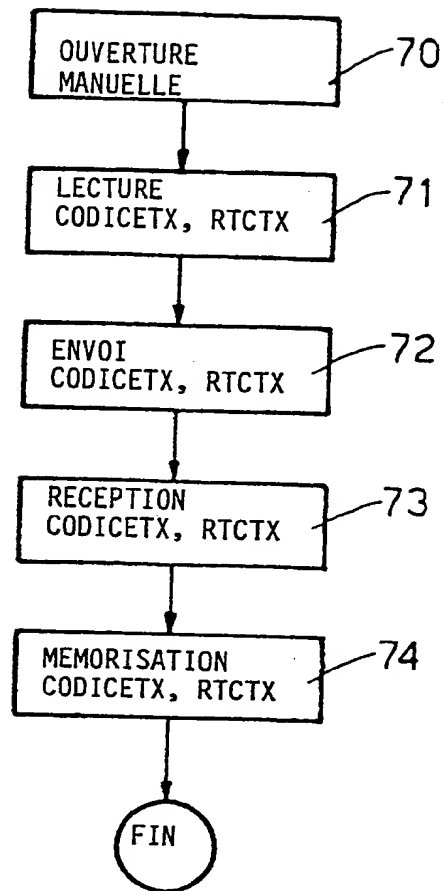 OUVERTURE
MANUELLE
70
LECTURE
CODICETX, RTCTX
71
ENVOI
CODICETX, RTCTX
72
RECEPTION
CODICETX, RTCTX
73
MEMORISATION
CODICETX, RTCTX
74
FIN